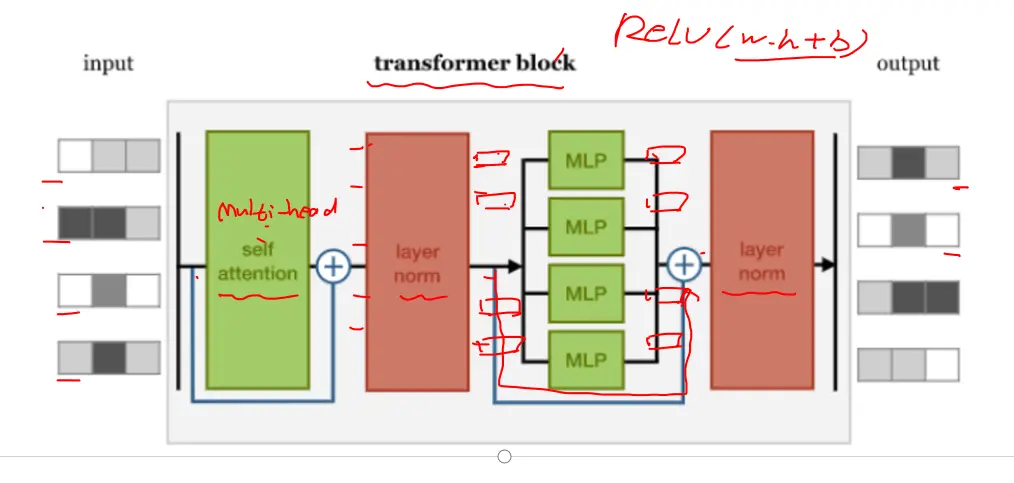 ReLU(w·h+b)
input
transformer block
output
MLP
Multi-head
MLP
self
attention
layer
norm
layer
norm
MLP
MLP